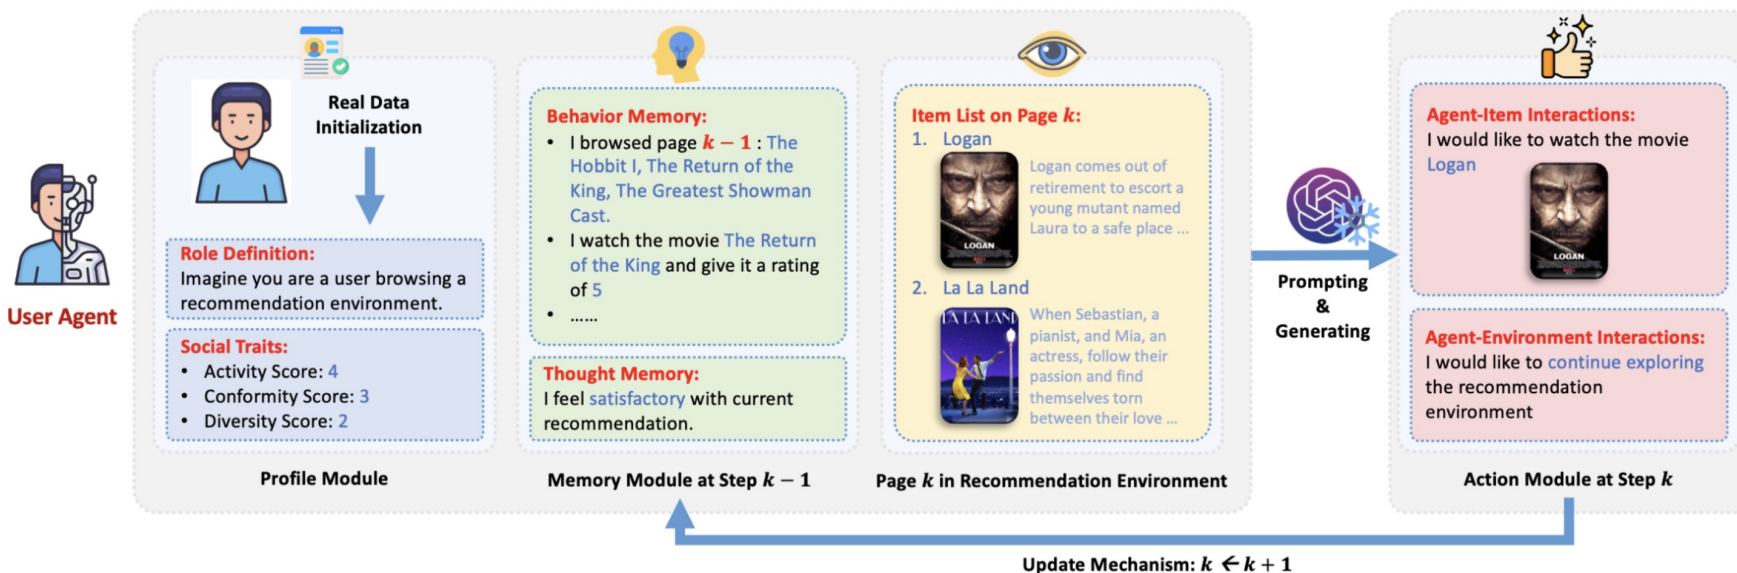 User Agent
Real Data
Initialization
Role Definition:
Imagine you are a user browsing a
recommendation environment.
Social Traits:
• Activity Score: 4
• Conformity Score: 3
• Diversity Score: 2
Profile Module
Behavior Memory:
• I browsed page k − 1 : The
Hobbit I, The Return of the
King, The Greatest Showman
Cast.
• I watch the movie The Return
of the King and give it a rating
of 5
• ......
Thought Memory:
I feel satisfactory with current
recommendation.
Memory Module at Step k − 1
Item List on Page k:
1. Logan
LOGAN
Logan comes out of
retirement to escort a
young mutant named
Laura to a safe place ...
2. La La Land
LA LA LAND
When Sebastian, a
pianist, and Mia, an
actress, follow their
passion and find
themselves torn
between their love ...
Page k in Recommendation Environment
Prompting
&
Generating
Agent-Item Interactions:
I would like to watch the movie
Logan
LOGAN
Agent-Environment Interactions:
I would like to continue exploring
the recommendation
environment
Action Module at Step k
Update Mechanism: k ← k + 1